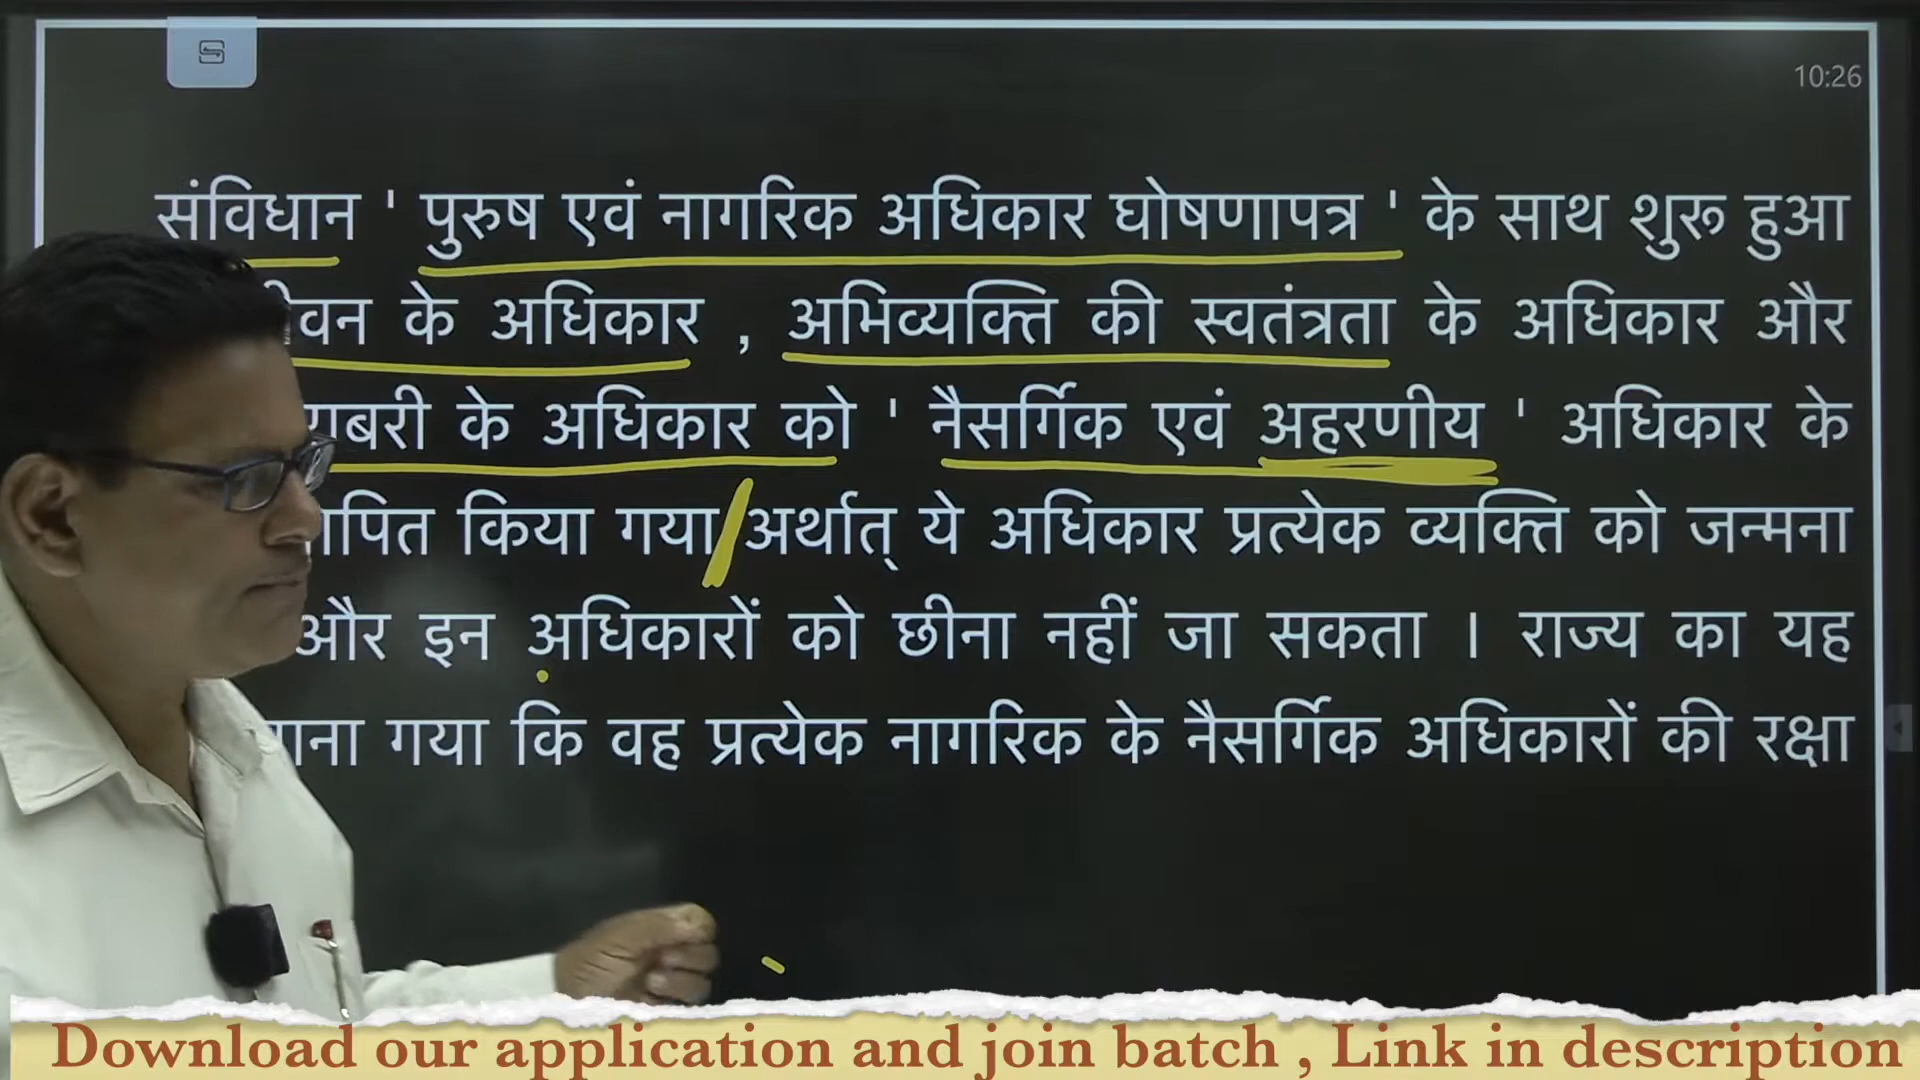 10:26
संविधान ' पुरुष एवं नागरिक अधिकार घोषणापत्र ' के साथ शुरू हुआ
के अधिकार , अभिव्यक्ति की स्वतंत्रता के अधिकार और
के अधिकार को ' नैसर्गिक एवं अहरणीय ' अधिकार के
किया गया अर्थात् ये अधिकार प्रत्येक व्यक्ति को जन्मना
और इन अधिकारों को छीना नहीं जा सकता । राज्य का यह
गया कि वह प्रत्येक नागरिक के नैसर्गिक अधिकारों की रक्षा
Download our application and join batch , Link in description